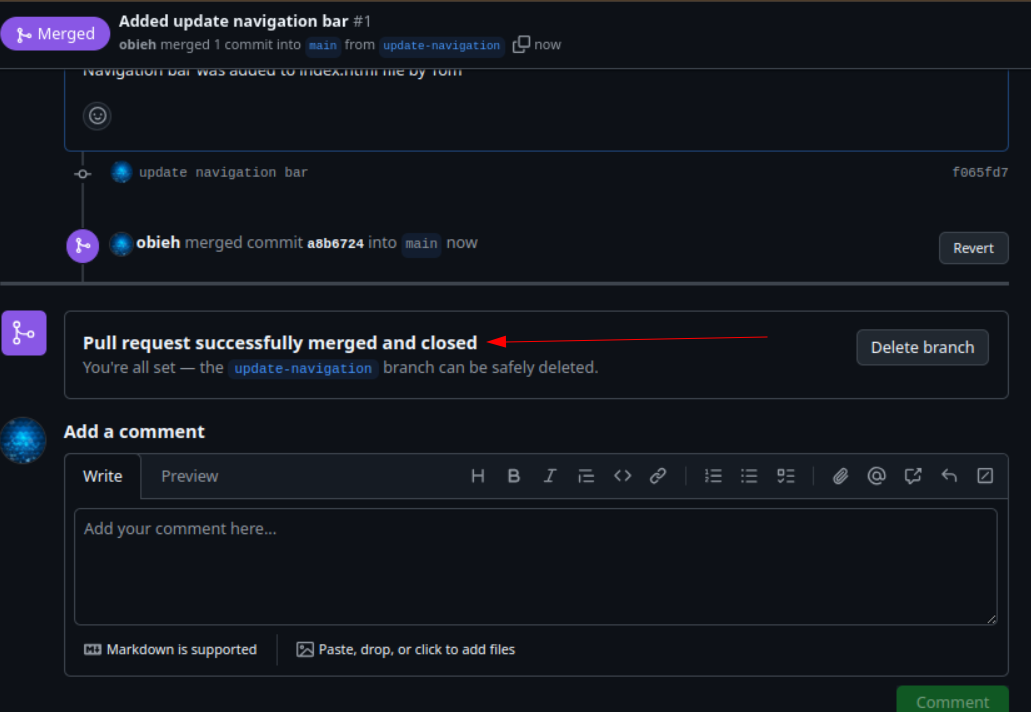 Merged
Added update navigation bar #1
obieh merged 1 commit into main from update-navigation now
Navigation bar was added to index.html file by Tom
update navigation bar f065fd7
obieh merged commit a8b6724 into main now Revert
Pull request successfully merged and closed
You're all set — the update-navigation branch can be safely deleted.
Delete branch
Add a comment
Write Preview
Add your comment here...
Markdown is supported Paste, drop, or click to add files
Comment